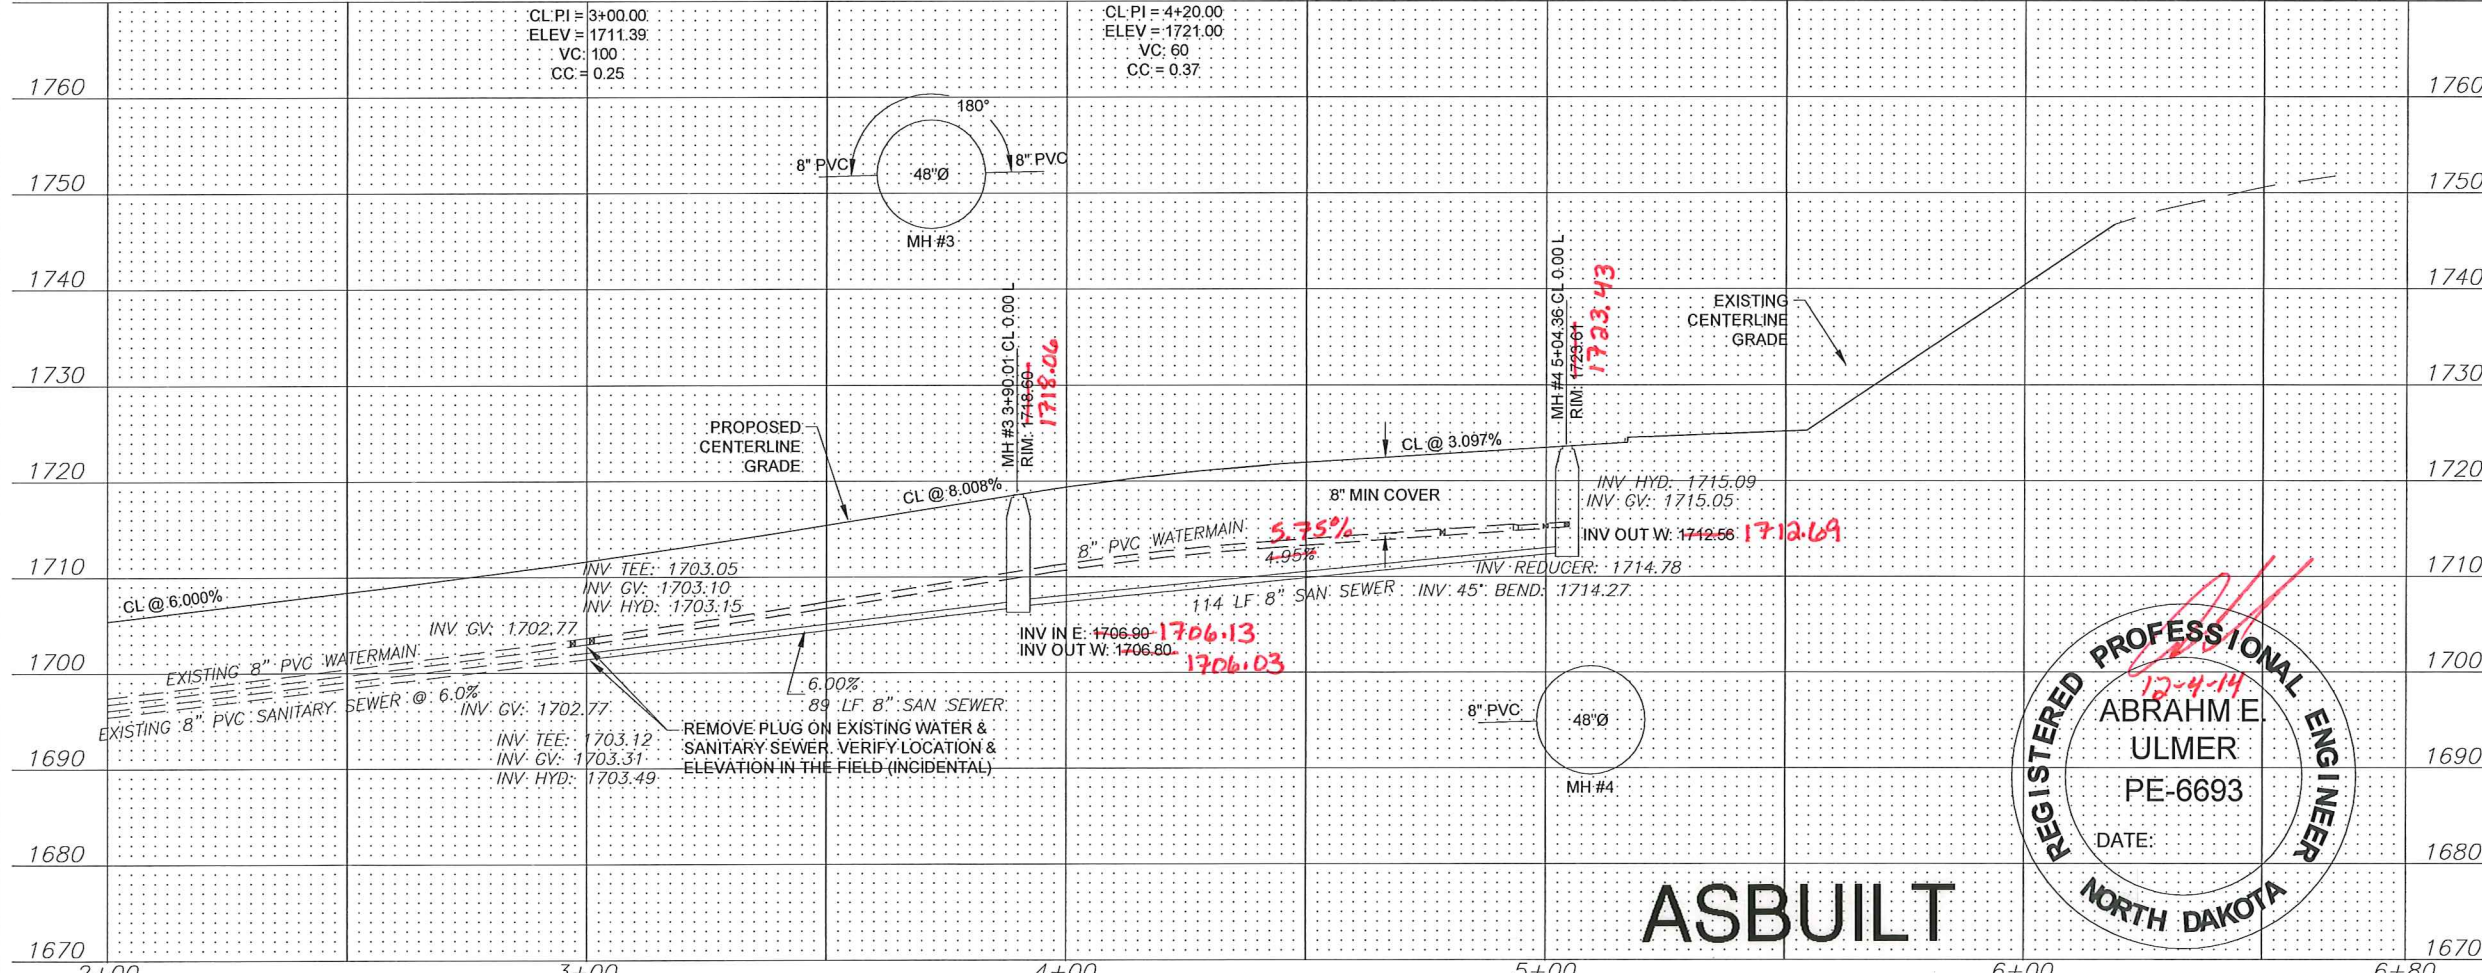 CL PI = 3+00.00
ELEV = 1711.39
VC: 100
CC = 0.25
CL PI = 4+20.00
ELEV = 1721.00
VC: 60
CC = 0.37
1760
1760
180°
8" PVC
8" PVC
48"Ø
MH #3
1750
1750
1740
1740
MH #3 3+90.01 CL 0.00 L
RIM: 1718.60
1718.06
MH #4 5+04.36 CL 0.00 L
RIM: 1723.61
1723.43
EXISTING
CENTERLINE
GRADE
1730
1730
PROPOSED
CENTERLINE
GRADE
CL @ 3.097%
1720
1720
CL @ 8.008%
8" MIN COVER
INV HYD: 1715.09
INV GV: 1715.05
8" PVC WATERMAIN
5.75%
4.95%
INV OUT W: 1712.56 1712.69
1710
1710
INV TEE: 1703.05
INV GV: 1703.10
INV HYD: 1703.15
INV REDUCER: 1714.78
INV 45° BEND: 1714.27
114 LF 8" SAN SEWER
CL @ 6.000%
INV GV: 1702.77
INV IN E: 1706.90 1706.13
INV OUT W: 1706.80
1706.03
1700
1700
EXISTING 8" PVC WATERMAIN
EXISTING 8" PVC SANITARY SEWER @ 6.0%
6.00%
89 LF 8" SAN SEWER
INV GV: 1702.77
INV TEE: 1703.12
INV GV: 1703.31
INV HYD: 1703.49
REMOVE PLUG ON EXISTING WATER &
SANITARY SEWER. VERIFY LOCATION &
ELEVATION IN THE FIELD (INCIDENTAL)
8" PVC
48"Ø
MH #4
1690
1690
1680
1680
REGISTERED PROFESSIONAL ENGINEER
12-4-14
ABRAHM E.
ULMER
PE-6693
DATE:
NORTH DAKOTA
ASBUILT
1670
1670
2+00
3+00
4+00
5+00
6+00
6+80